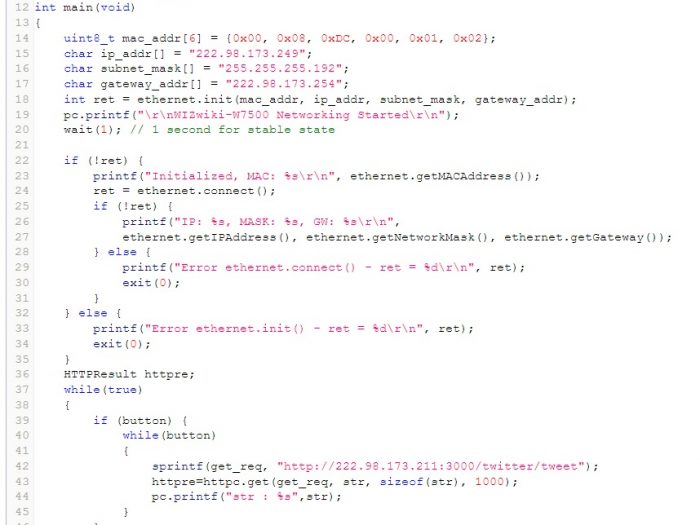 12 int main(void)
13 {
14     uint8_t mac_addr[6] = {0x00, 0x08, 0xDC, 0x00, 0x01, 0x02};
15     char ip_addr[] = "222.98.173.249";
16     char subnet_mask[] = "255.255.255.192";
17     char gateway_addr[] = "222.98.173.254";
18     int ret = ethernet.init(mac_addr, ip_addr, subnet_mask, gateway_addr);
19     pc.printf("\r\nWIZwiki-W7500 Networking Started\r\n");
20     wait(1); // 1 second for stable state
21
22     if (!ret) {
23         printf("Initialized, MAC: %s\r\n", ethernet.getMACAddress());
24         ret = ethernet.connect();
25         if (!ret) {
26             printf("IP: %s, MASK: %s, GW: %s\r\n",
27             ethernet.getIPAddress(), ethernet.getNetworkMask(), ethernet.getGateway());
28         } else {
29             printf("Error ethernet.connect() - ret = %d\r\n", ret);
30             exit(0);
31         }
32     } else {
33         printf("Error ethernet.init() - ret = %d\r\n", ret);
34         exit(0);
35     }
36     HTTPResult httpre;
37     while(true)
38     {
39         if (button) {
40             while(button)
41             {
42                 sprintf(get_req, "http://222.98.173.211:3000/twitter/tweet");
43                 httpre=httpc.get(get_req, str, sizeof(str), 1000);
44                 pc.printf("str : %s",str);
45             }